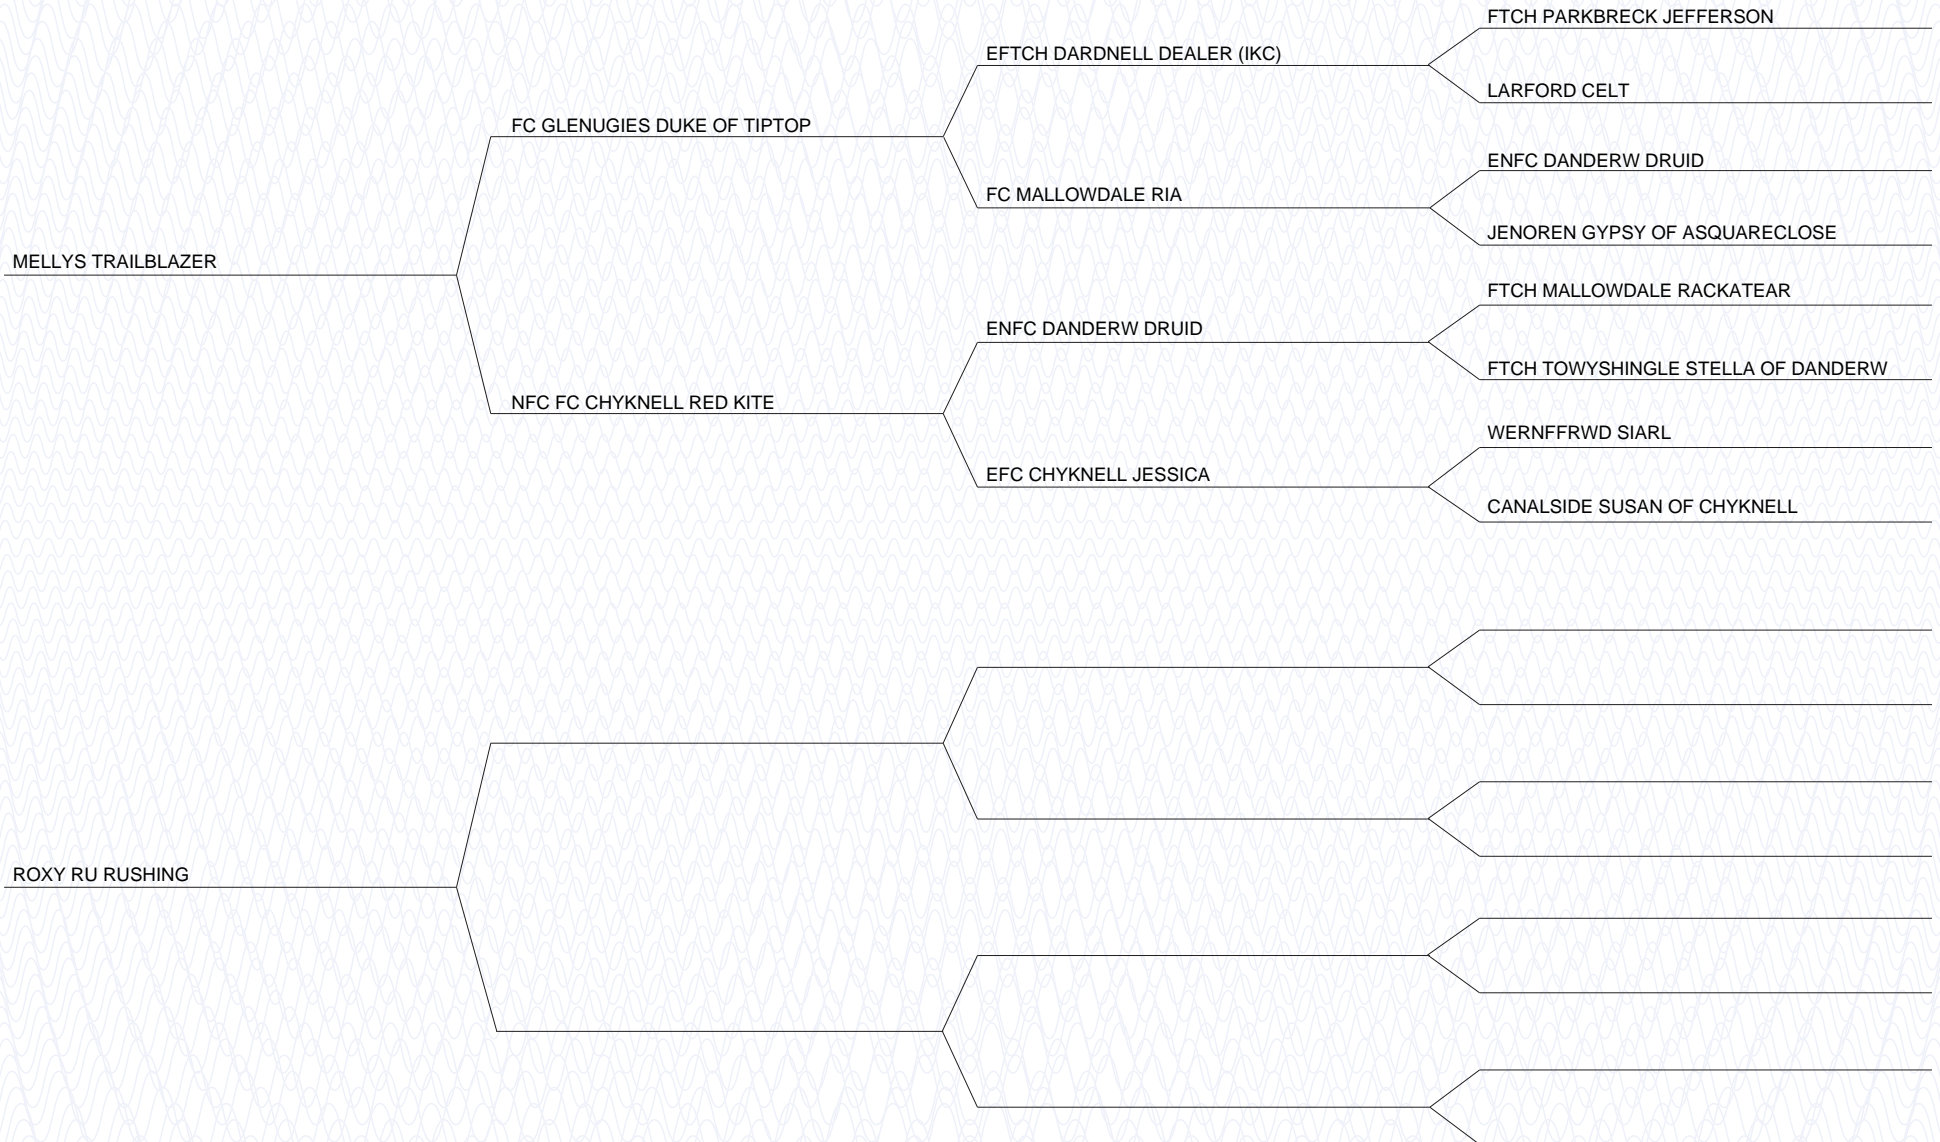 FTCH PARKBRECK JEFFERSON
EFTCH DARDNELL DEALER (IKC)
LARFORD CELT
FC GLENUGIES DUKE OF TIPTOP
ENFC DANDERW DRUID
FC MALLOWDALE RIA
JENOREN GYPSY OF ASQUARECLOSE
MELLYS TRAILBLAZER
FTCH MALLOWDALE RACKATEAR
ENFC DANDERW DRUID
FTCH TOWYSHINGLE STELLA OF DANDERW
NFC FC CHYKNELL RED KITE
WERNFFRWD SIARL
EFC CHYKNELL JESSICA
CANALSIDE SUSAN OF CHYKNELL
ROXY RU RUSHING